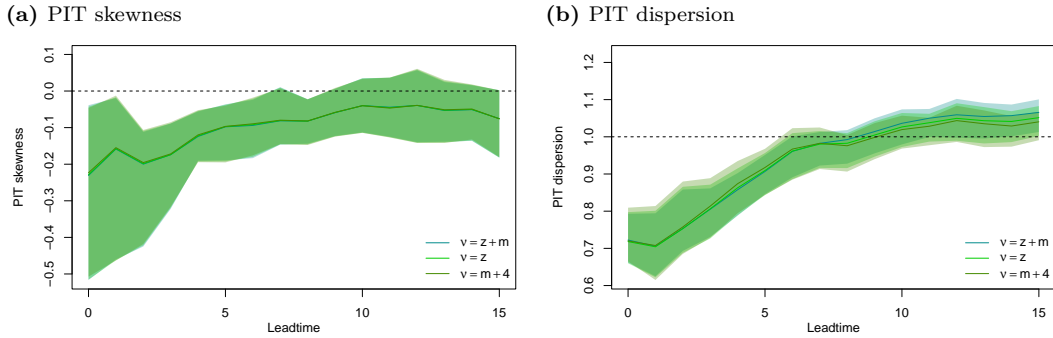 (a) PIT skewness
PIT skewness
0.1
0.0
−0.1
−0.2
−0.3
−0.4
−0.5
0 5 10 15
Leadtime
ν = z + m
ν = z
ν = m + 4
(b) PIT dispersion
PIT dispersion
1.2
1.1
1.0
0.9
0.8
0.7
0.6
0 5 10 15
Leadtime
ν = z + m
ν = z
ν = m + 4